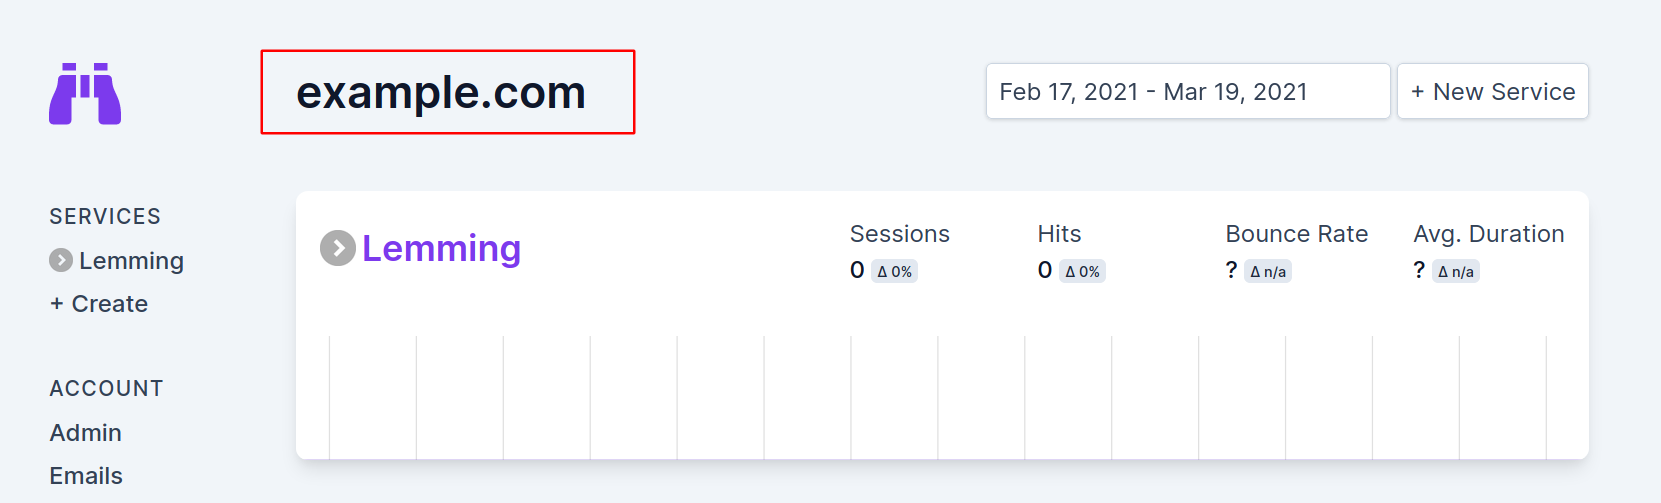 example.com
Feb 17, 2021 - Mar 19, 2021
+ New Service
SERVICES
Lemming
+ Create
ACCOUNT
Admin
Emails
Lemming
Sessions
0 Δ 0%
Hits
0 Δ 0%
Bounce Rate
? Δ n/a
Avg. Duration
? Δ n/a